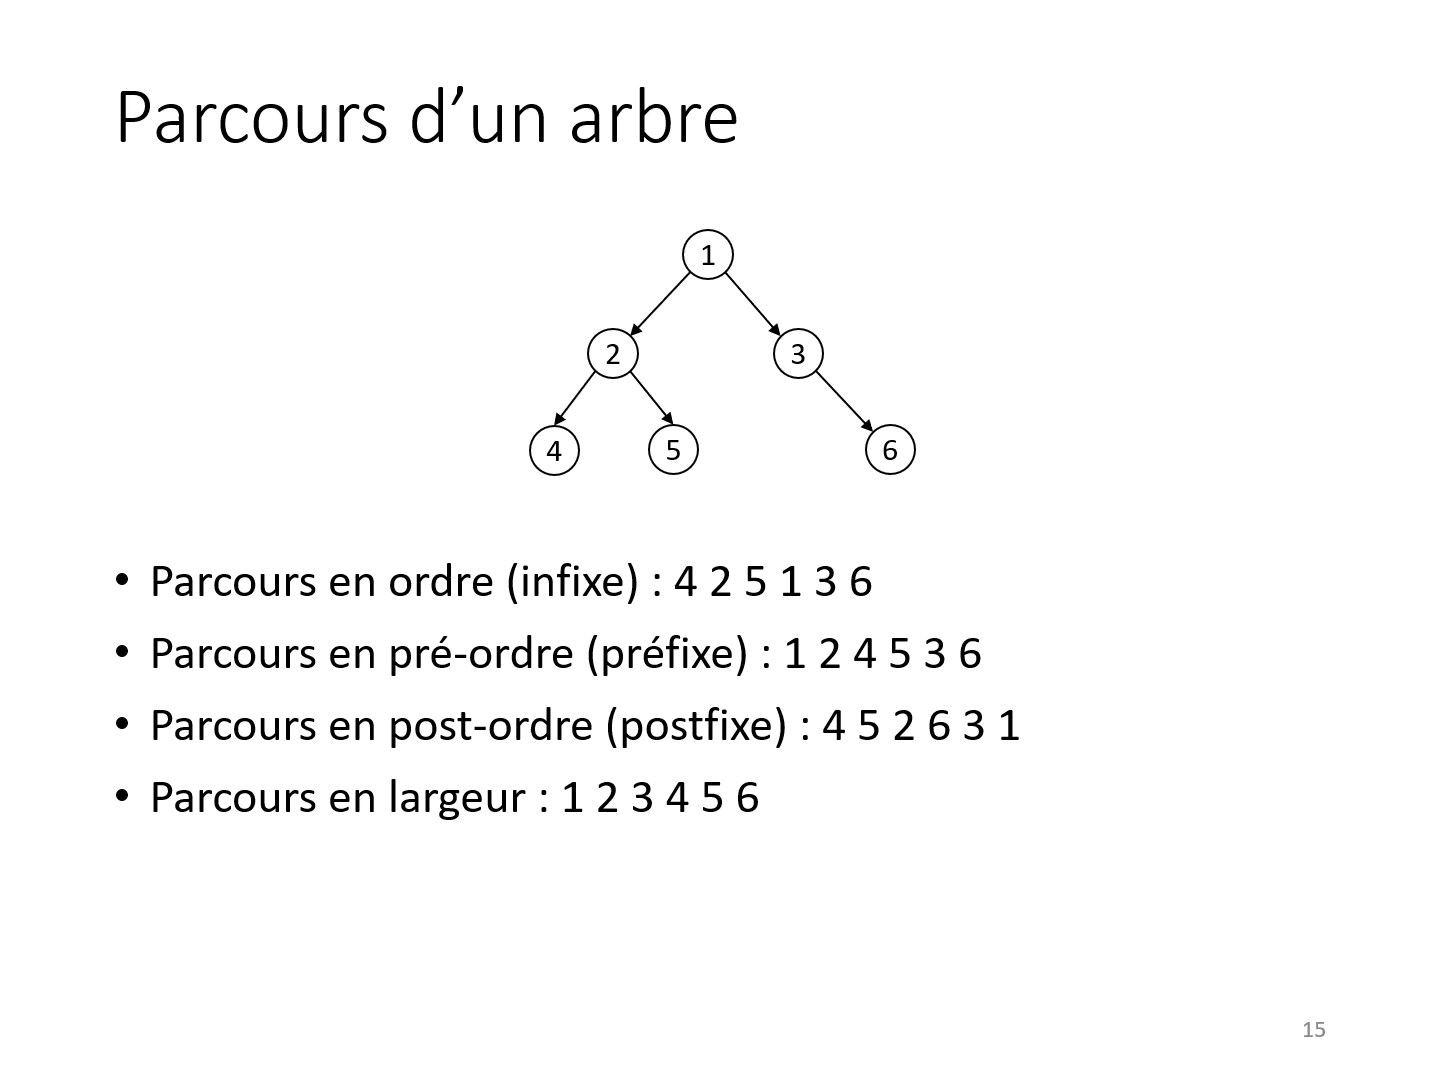 Parcours d’un arbre
1
2
3
4
5
6
• Parcours en ordre (infixe) : 4 2 5 1 3 6
• Parcours en pré-ordre (préfixe) : 1 2 4 5 3 6
• Parcours en post-ordre (postfixe) : 4 5 2 6 3 1
• Parcours en largeur : 1 2 3 4 5 6
15